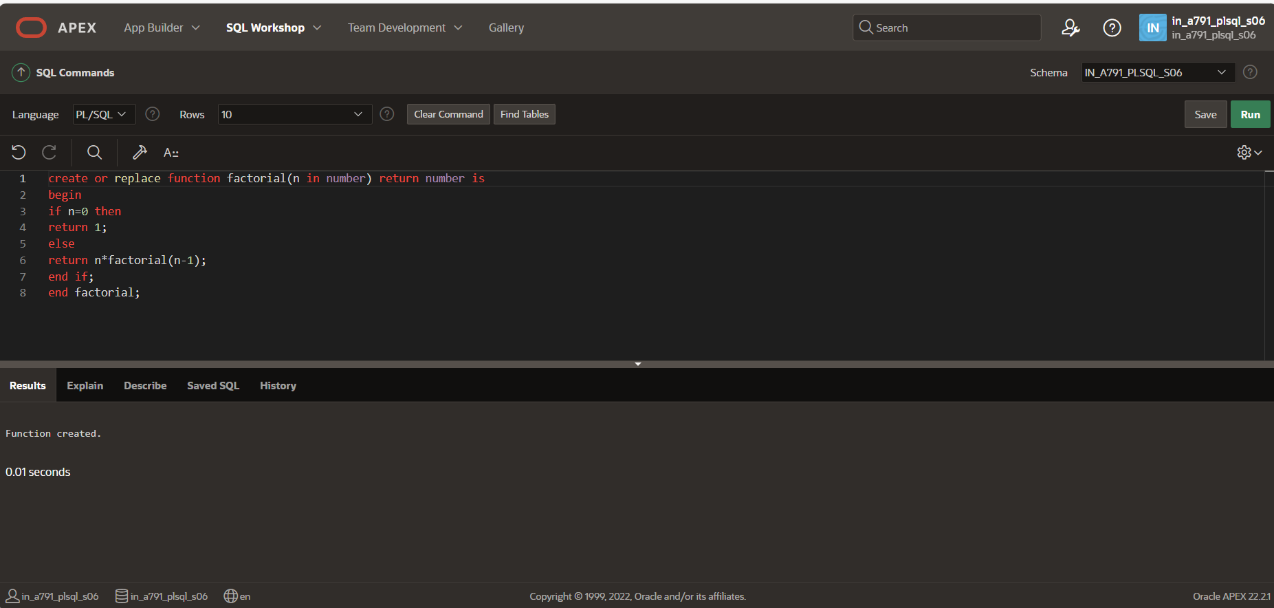 APEX App Builder SQL Workshop Team Development Gallery Search IN in_a791_plsql_s06
in_a791_plsql_s06
SQL Commands Schema IN_A791_PLSQL_S06
Language PL/SQL Rows 10 Clear Command Find Tables Save Run
A::
1 create or replace function factorial(n in number) return number is
2 begin
3 if n=0 then
4 return 1;
5 else
6 return n*factorial(n-1);
7 end if;
8 end factorial;
Results Explain Describe Saved SQL History
Function created.
0.01 seconds
in_a791_plsql_s06 in_a791_plsql_s06 en Copyright © 1999, 2022, Oracle and/or its affiliates. Oracle APEX 22.2.1